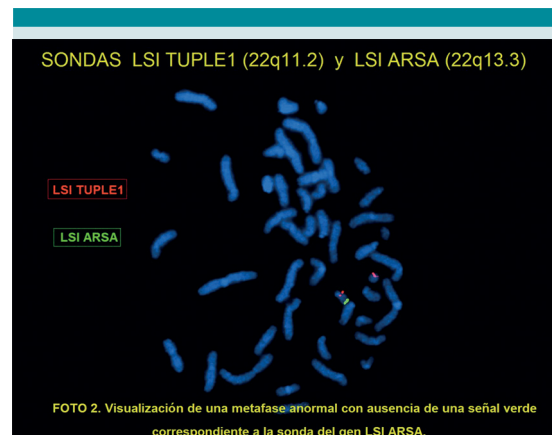 SONDAS LSI TUPLE1 (22q11.2) y LSI ARSA (22q13.3)
LSI TUPLE1
LSI ARSA
FOTO 2. Visualización de una metafase anormal con ausencia de una señal verde
correspondiente a la sonda del gen LSI ARSA.